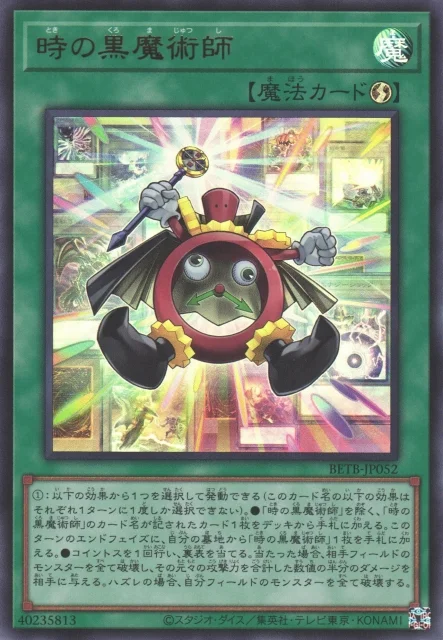 時の黒魔術師
魔
【魔法カード】
BETB-JP052
①：以下の効果から1つを選択して発動できる(このカード名の以下の効果は
それぞれ1ターンに1度しか選択できない)。●「時の黒魔術師」を除く、「時の
黒魔術師」のカード名が記されたカード1枚をデッキから手札に加える。この
ターンのエンドフェイズに、自分の墓地から「時の黒魔術師」1枚を手札に加
える。●コイントスを1回行い、裏表を当てる。当たった場合、相手フィールドの
モンスターを全て破壊し、その元々の攻撃力を合計した数値の半分のダメージを
相手に与える。ハズレの場合、自分フィールドのモンスターを全て破壊する。
40235813
©スタジオ・ダイス／集英社・テレビ東京・KONAMI